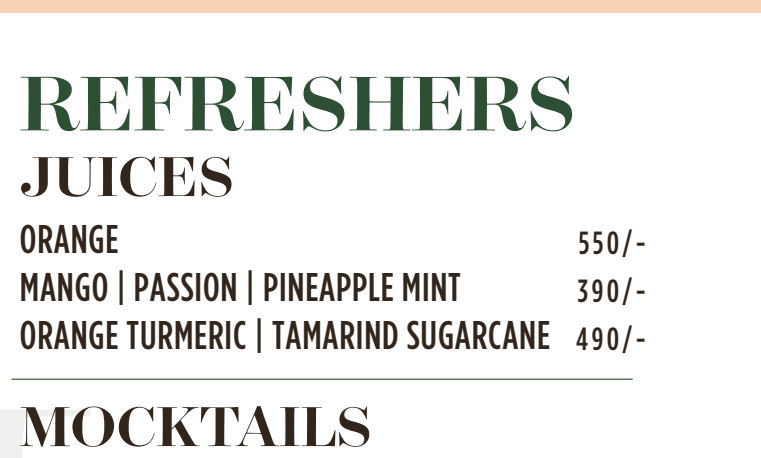 REFRESHERS
JUICES
ORANGE 550/-
MANGO | PASSION | PINEAPPLE MINT 390/-
ORANGE TURMERIC | TAMARIND SUGARCANE 490/-
MOCKTAILS